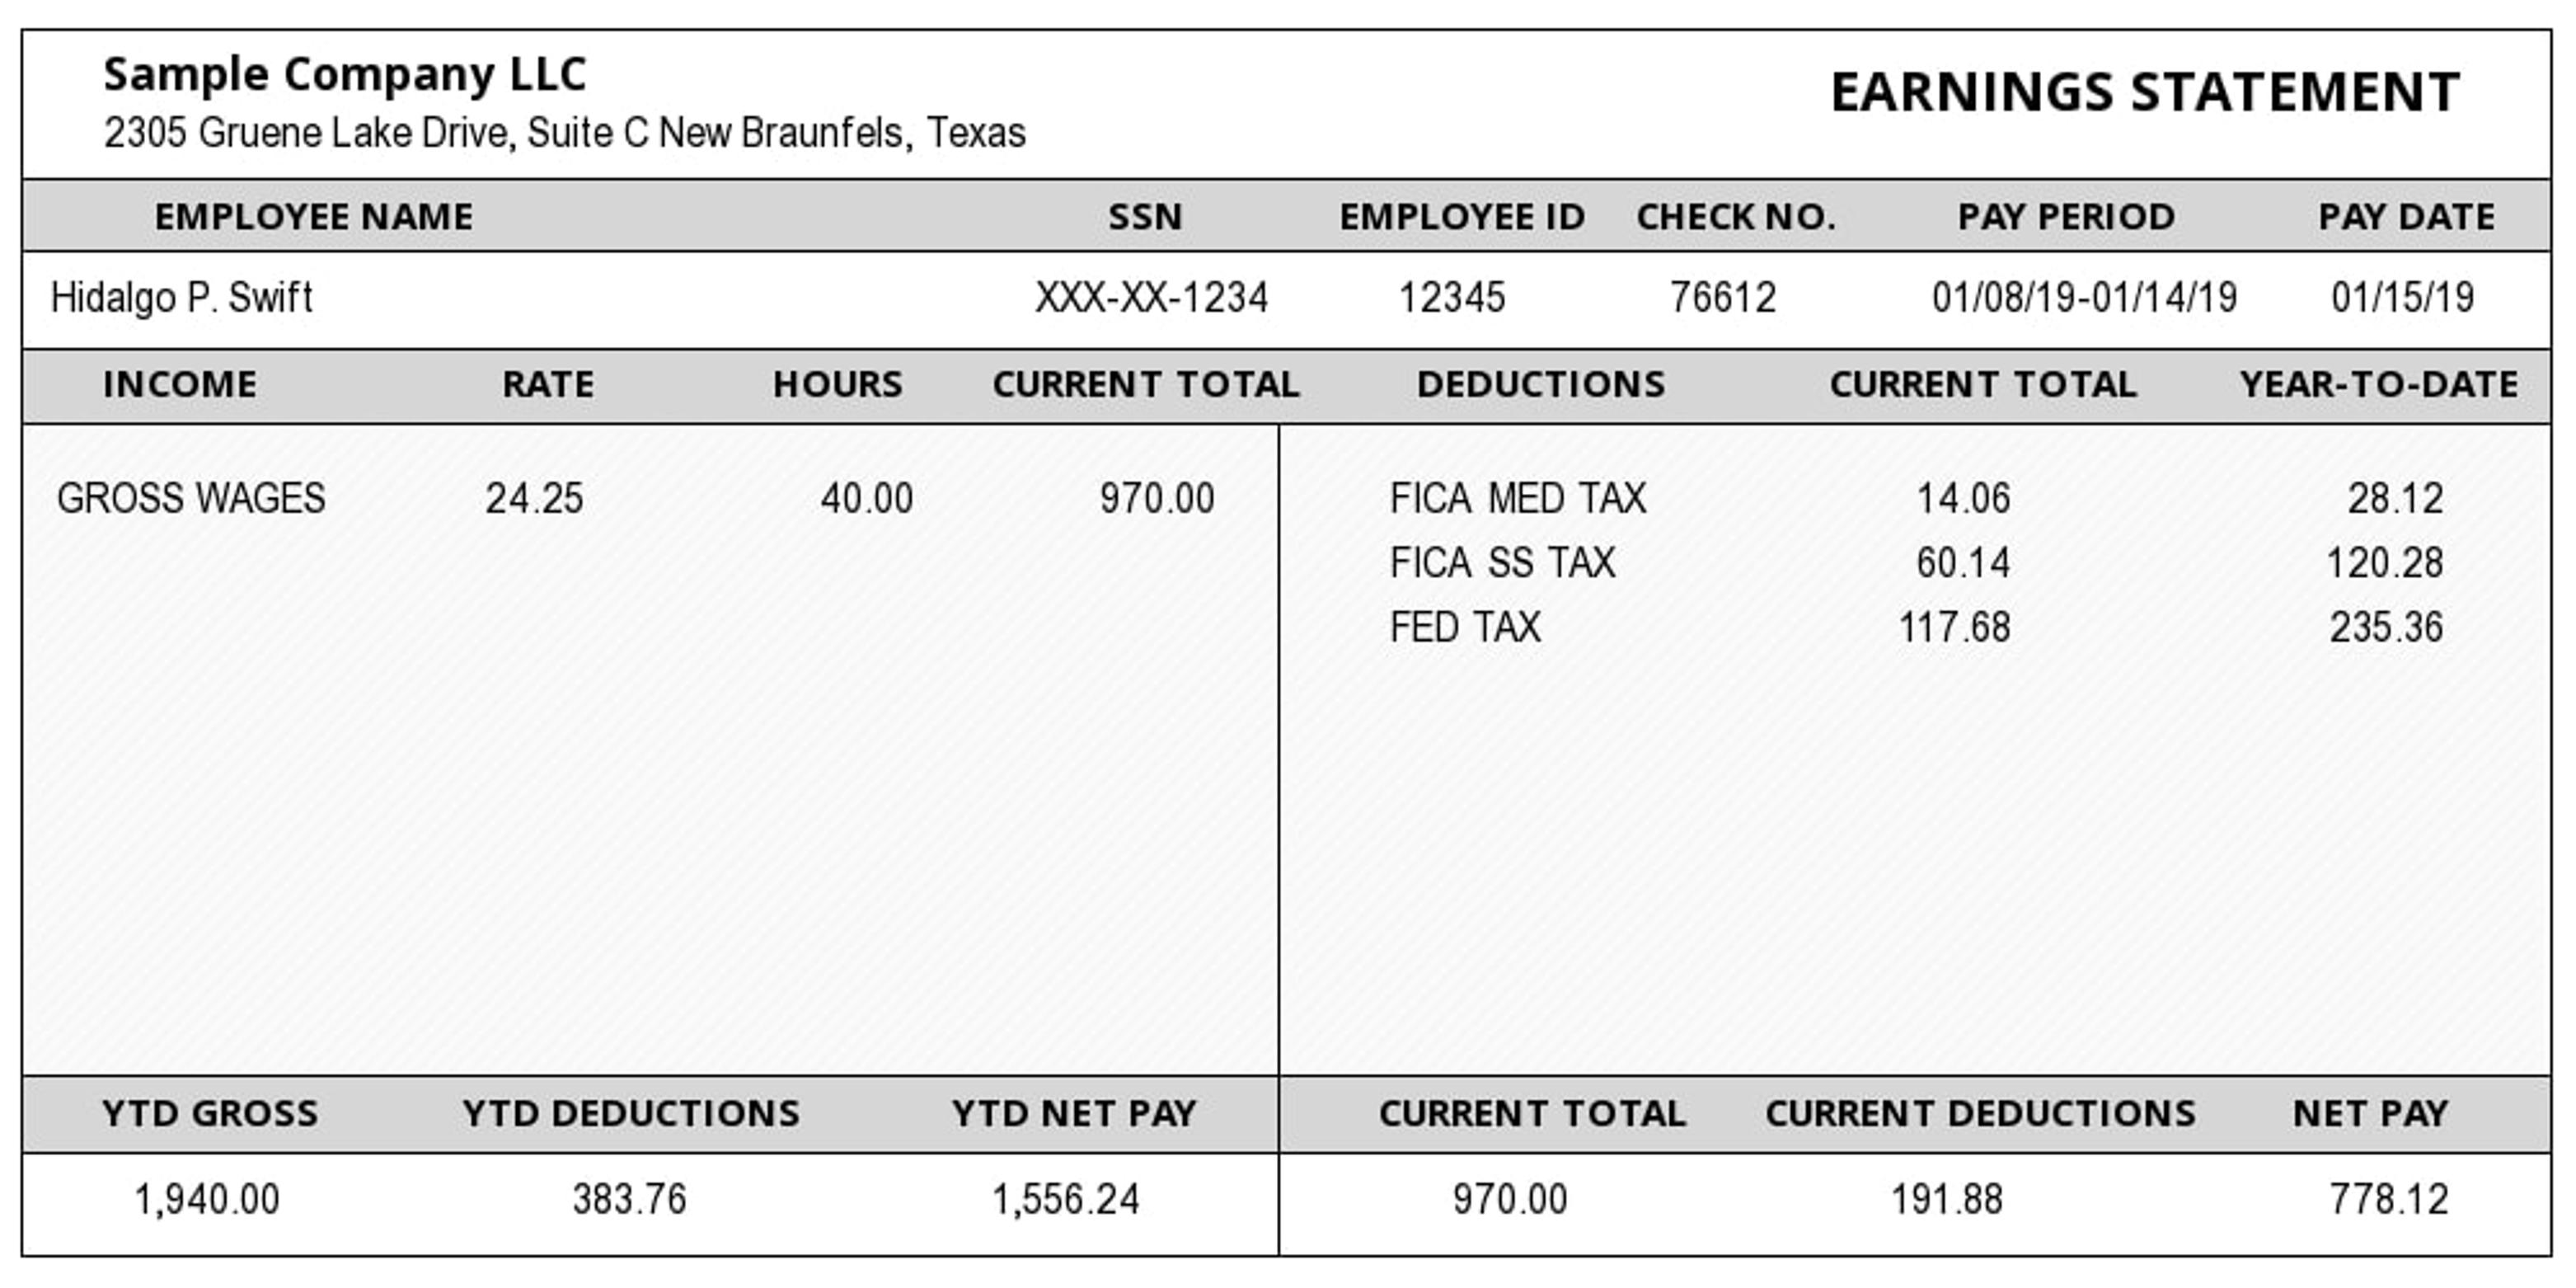 Sample Company LLC
EARNINGS STATEMENT
2305 Gruene Lake Drive, Suite C New Braunfels, Texas
EMPLOYEE NAME SSN EMPLOYEE ID CHECK NO. PAY PERIOD PAY DATE
Hidalgo P. Swift XXX-XX-1234 12345 76612 01/08/19-01/14/19 01/15/19
INCOME RATE HOURS CURRENT TOTAL DEDUCTIONS CURRENT TOTAL YEAR-TO-DATE
GROSS WAGES 24.25 40.00 970.00 FICA MED TAX 14.06 28.12
FICA SS TAX 60.14 120.28
FED TAX 117.68 235.36
YTD GROSS YTD DEDUCTIONS YTD NET PAY CURRENT TOTAL CURRENT DEDUCTIONS NET PAY
1,940.00 383.76 1,556.24 970.00 191.88 778.12